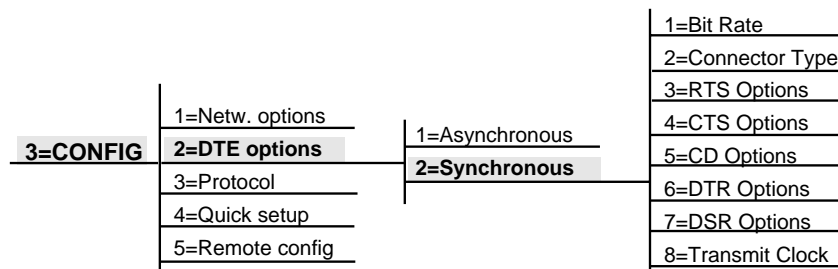 3=CONFIG
1=Netw. options
2=DTE options
3=Protocol
4=Quick setup
5=Remote config
1=Asynchronous
2=Synchronous
1=Bit Rate
2=Connector Type
3=RTS Options
4=CTS Options
5=CD Options
6=DTR Options
7=DSR Options
8=Transmit Clock